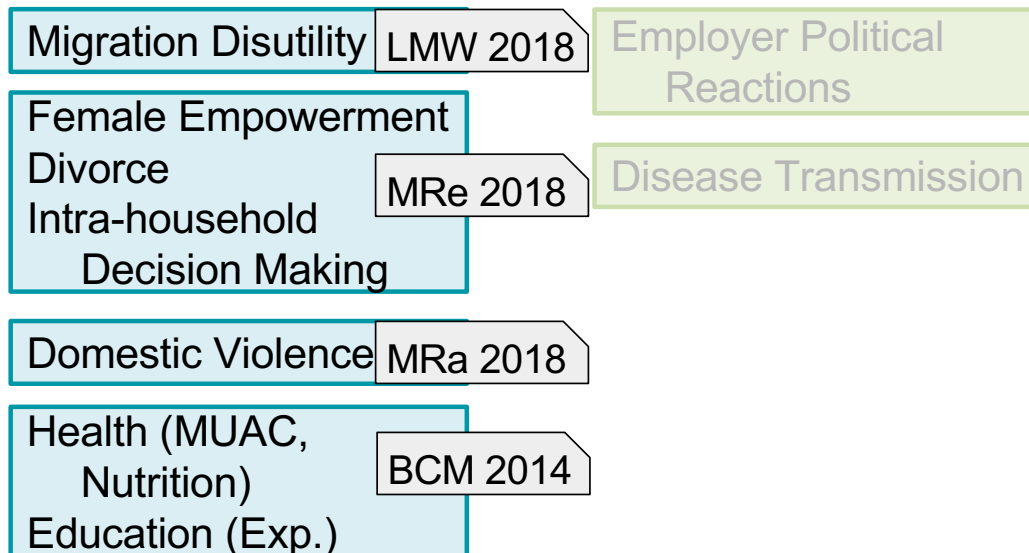 Migration Disutility
LMW 2018
Employer Political
Reactions
Female Empowerment
Divorce
Intra-household
Decision Making
MRe 2018
Disease Transmission
Domestic Violence
MRa 2018
Health (MUAC,
Nutrition)
Education (Exp.)
BCM 2014